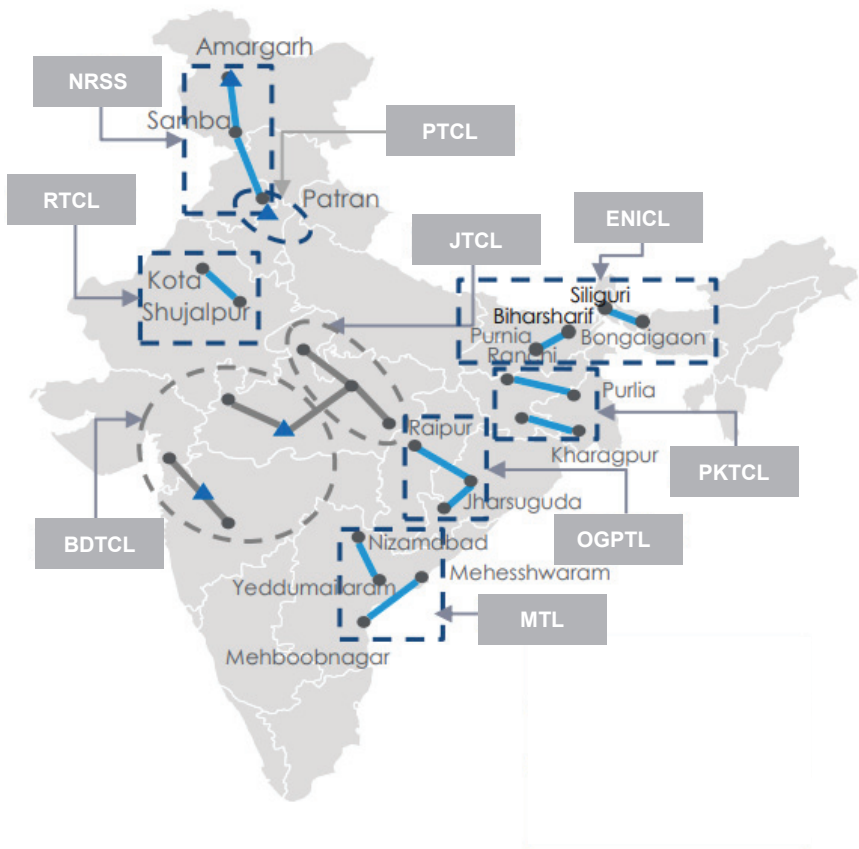 Amargarh
NRSS
Samba
PTCL
RTCL
Patran
ENICL
JTCL
Kota
Shujalpur
Siliguri
Biharsharif
Purnia
Bongaigaon
Ranchi
Purlia
Raipur
Kharagpur
PKTCL
Jharsuguda
BDTCL
OGPTL
Nizamabad
Mehesshwaram
Yeddumailaram
MTL
Mehboobnagar